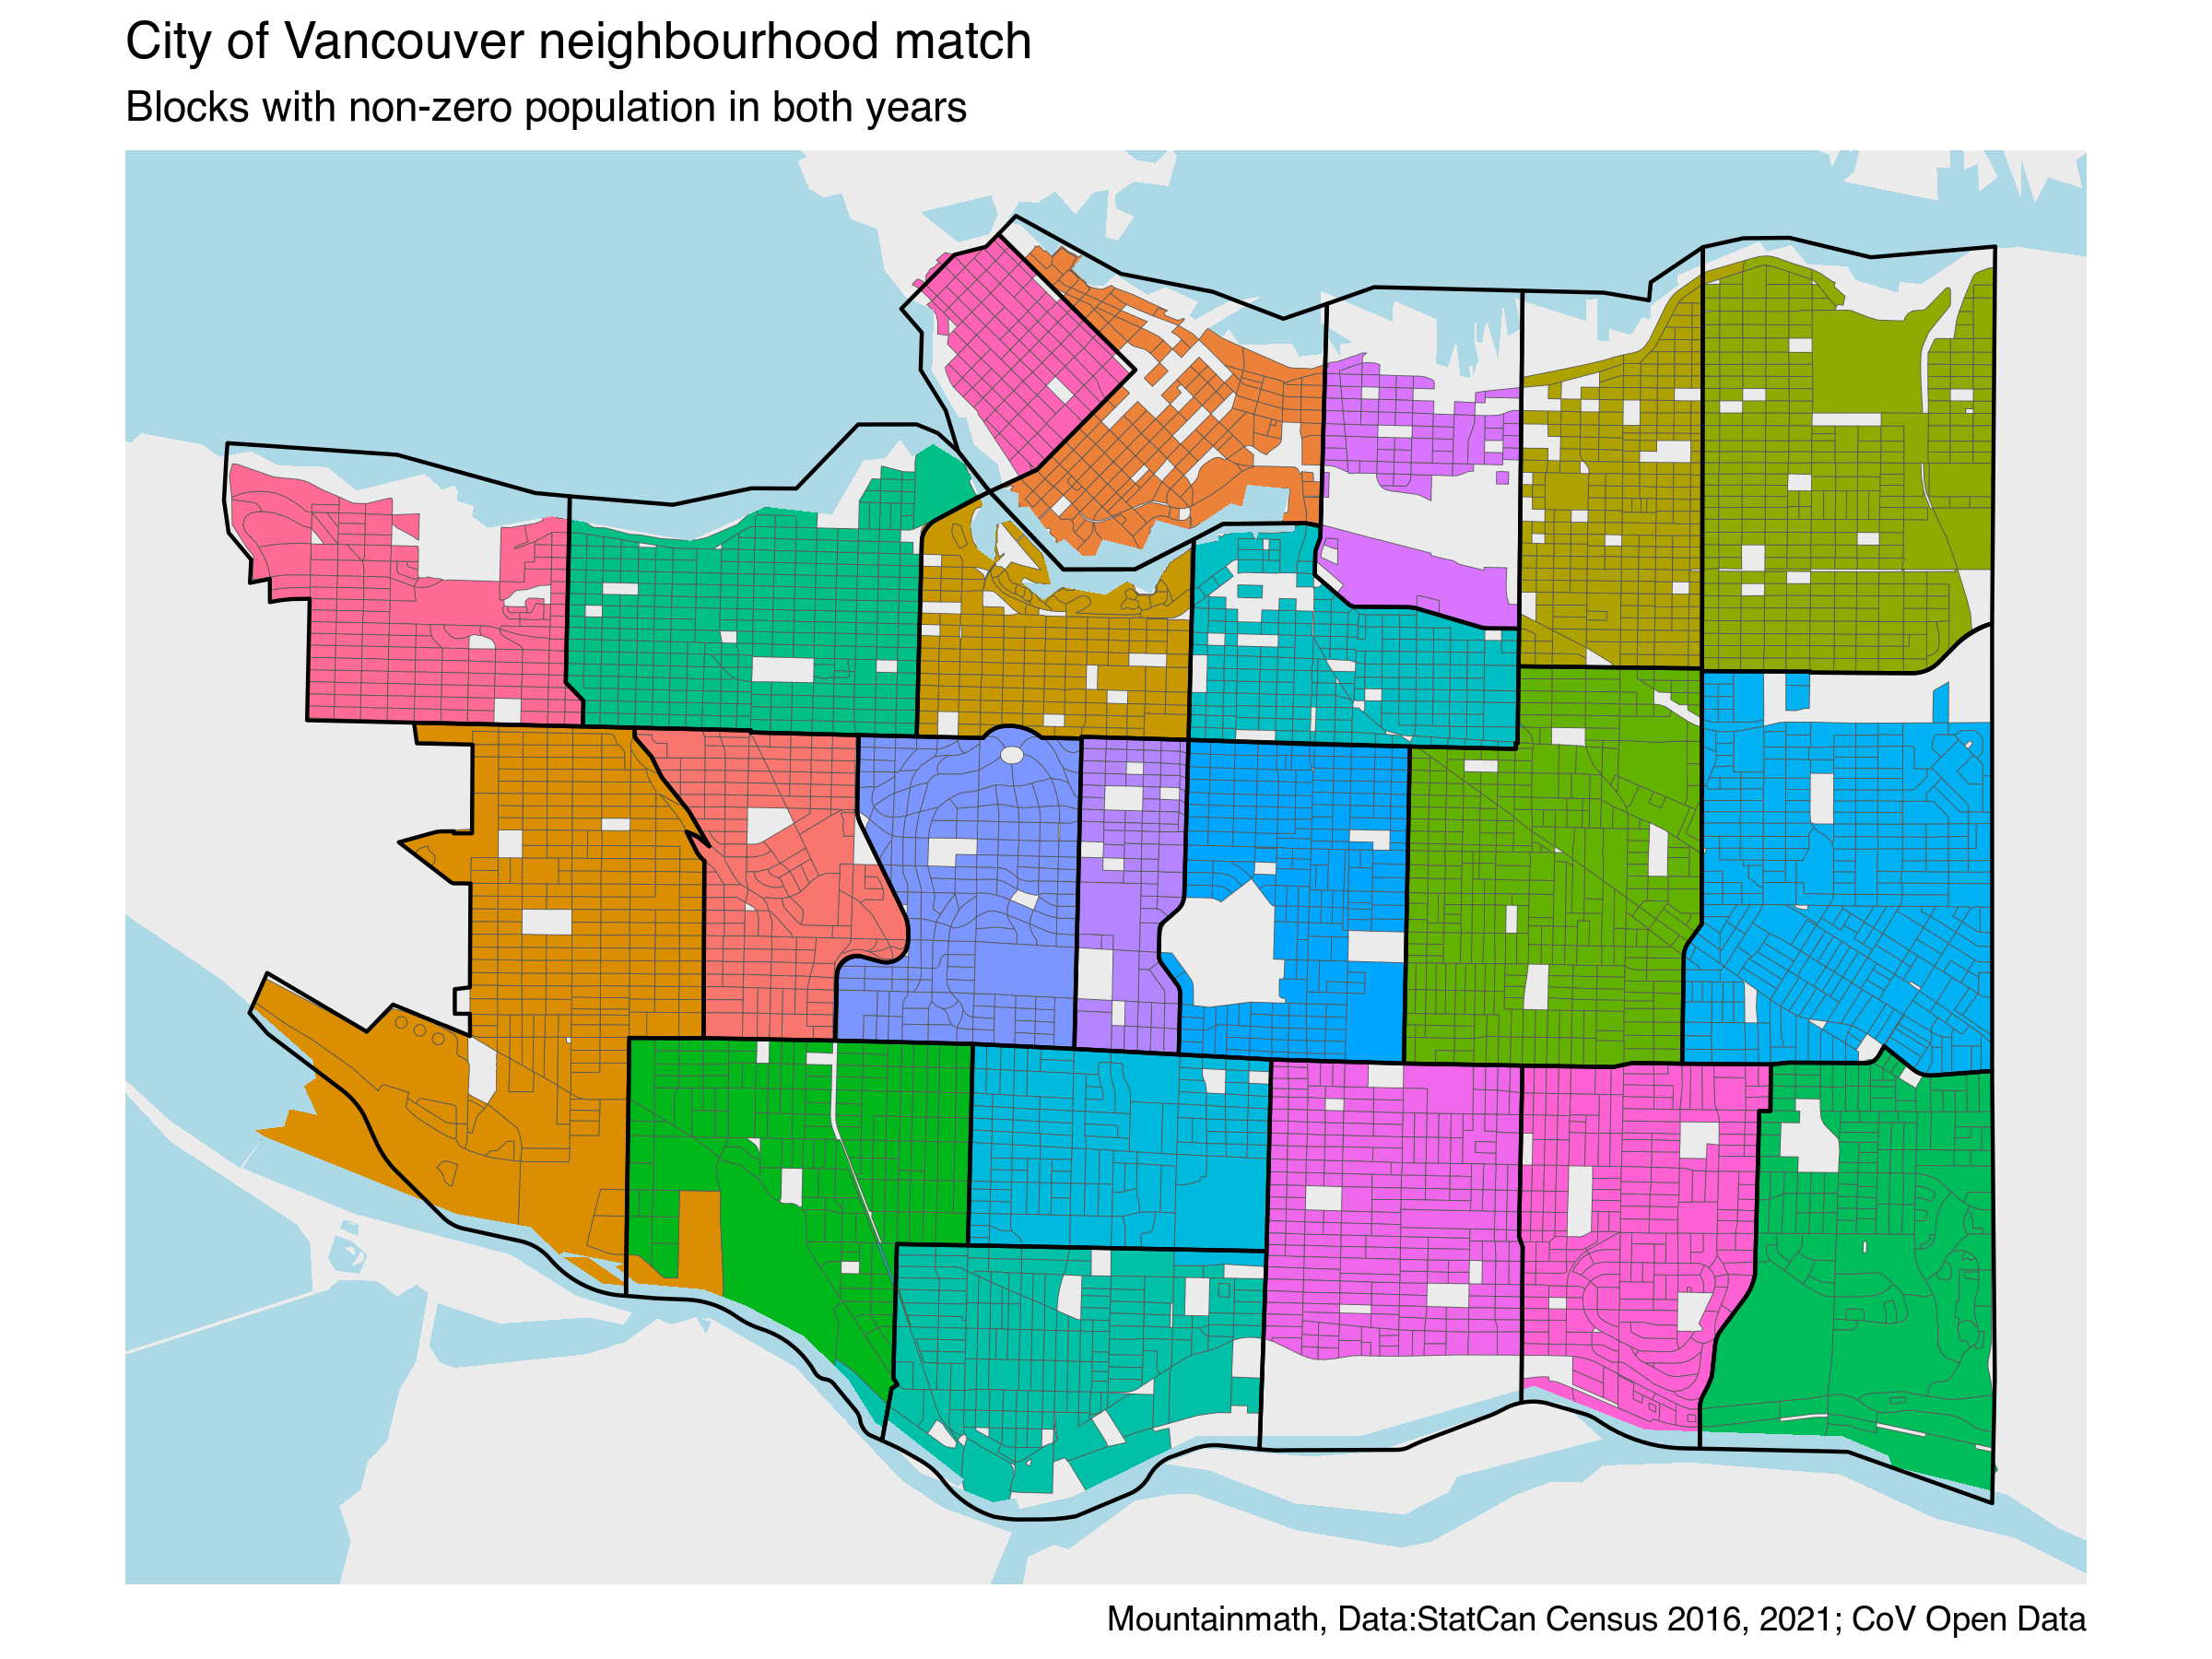 City of Vancouver neighbourhood match
Blocks with non-zero population in both years
Mountainmath, Data:StatCan Census 2016, 2021; CoV Open Data